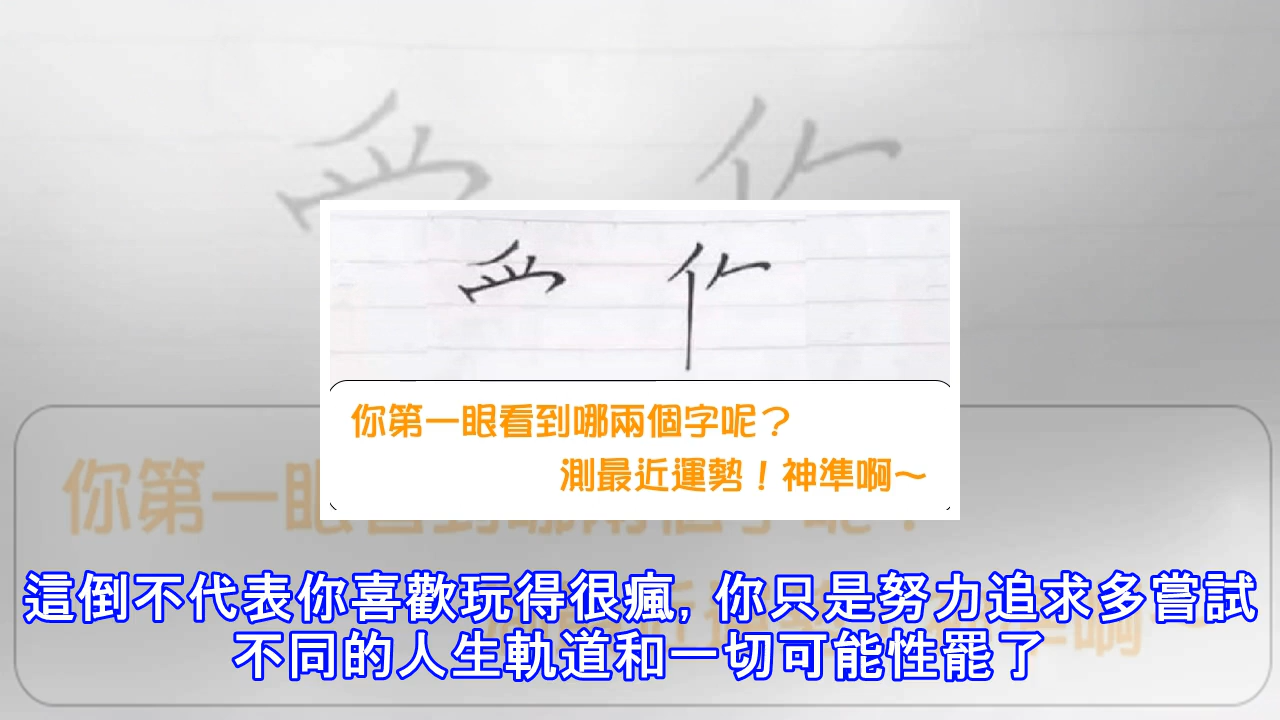 你第一眼看到哪兩個字呢？
測最近運勢！神準啊～
這倒不代表你喜歡玩得很瘋, 你只是努力追求多嘗試
不同的人生軌道和一切可能性罷了